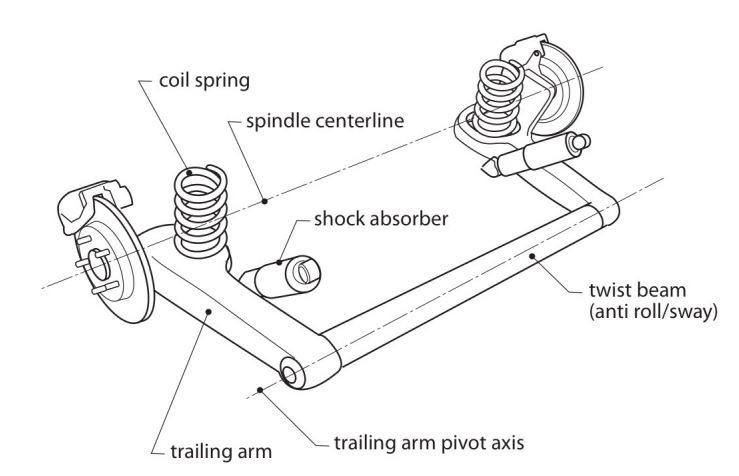 coil spring
spindle centerline
shock absorber
twist beam
(anti roll/sway)
trailing arm
trailing arm pivot axis